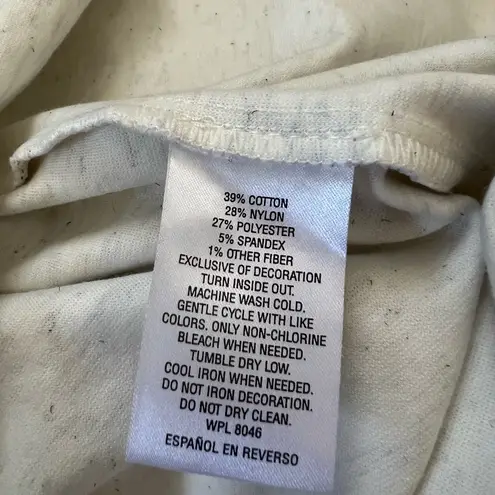 39% COTTON
28% NYLON
27% POLYESTER
5% SPANDEX
1% OTHER FIBER
EXCLUSIVE OF DECORATION
TURN INSIDE OUT.
MACHINE WASH COLD.
GENTLE CYCLE WITH LIKE
COLORS. ONLY NON-CHLORINE
BLEACH WHEN NEEDED.
TUMBLE DRY LOW.
COOL IRON WHEN NEEDED.
DO NOT IRON DECORATION.
DO NOT DRY CLEAN.
WPL 8046
ESPAÑOL EN REVERSO